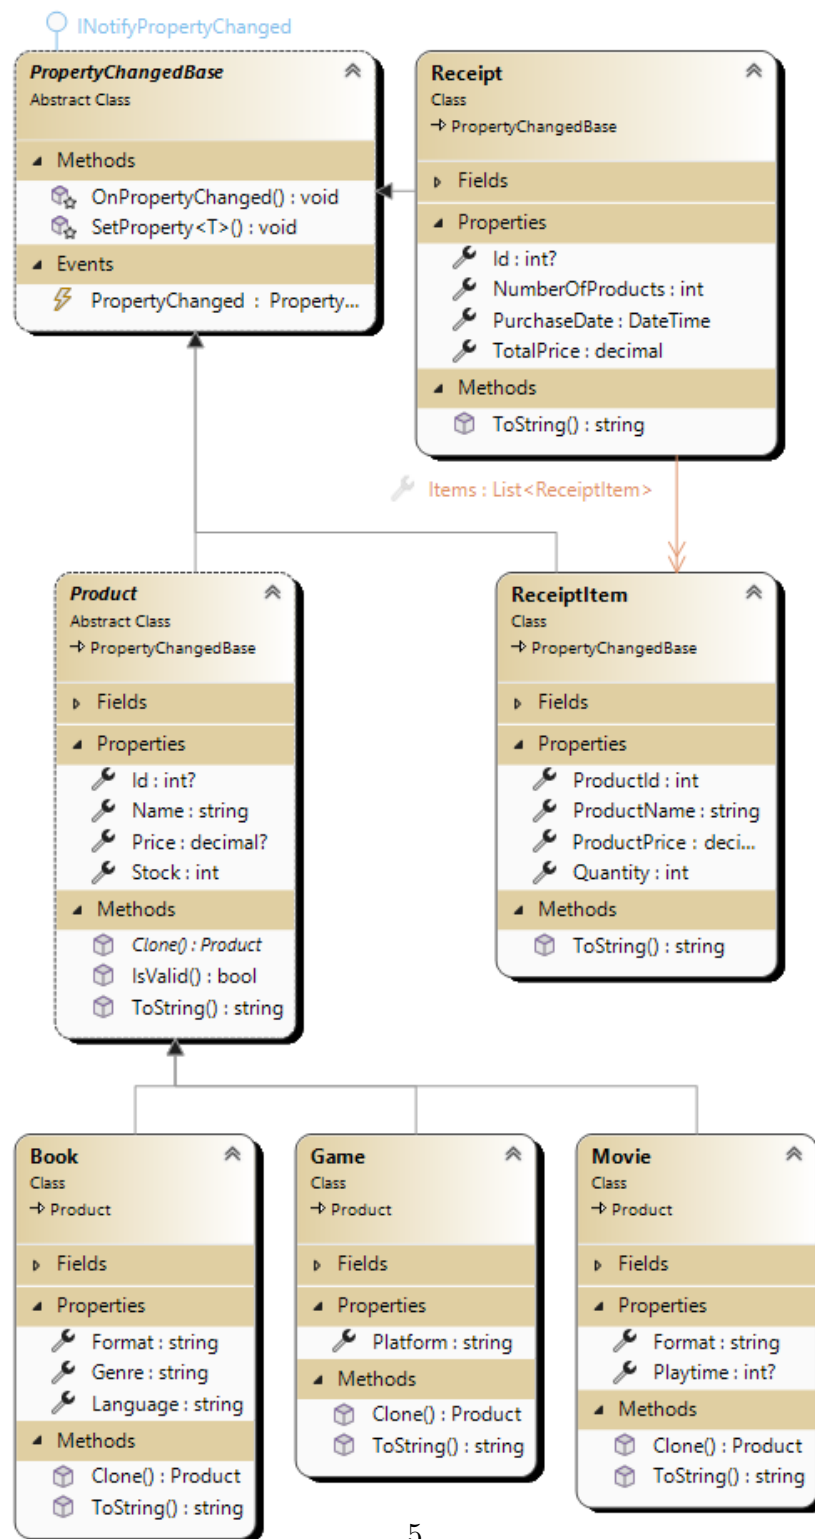 INotifyPropertyChanged
PropertyChangedBase
Abstract Class
Methods
OnPropertyChanged() : void
SetProperty<T>() : void
Events
PropertyChanged : Property...
Receipt
Class
PropertyChangedBase
Fields
Properties
Id : int?
NumberOfProducts : int
PurchaseDate : DateTime
TotalPrice : decimal
Methods
ToString() : string
Items : List<ReceiptItem>
Product
Abstract Class
PropertyChangedBase
Fields
Properties
Id : int?
Name : string
Price : decimal?
Stock : int
Methods
Clone() : Product
IsValid() : bool
ToString() : string
ReceiptItem
Class
PropertyChangedBase
Fields
Properties
ProductId : int
ProductName : string
ProductPrice : deci...
Quantity : int
Methods
ToString() : string
Book
Class
Product
Fields
Properties
Format : string
Genre : string
Language : string
Methods
Clone() : Product
ToString() : string
Game
Class
Product
Fields
Properties
Platform : string
Methods
Clone() : Product
ToString() : string
Movie
Class
Product
Fields
Properties
Format : string
Playtime : int?
Methods
Clone() : Product
ToString() : string
5